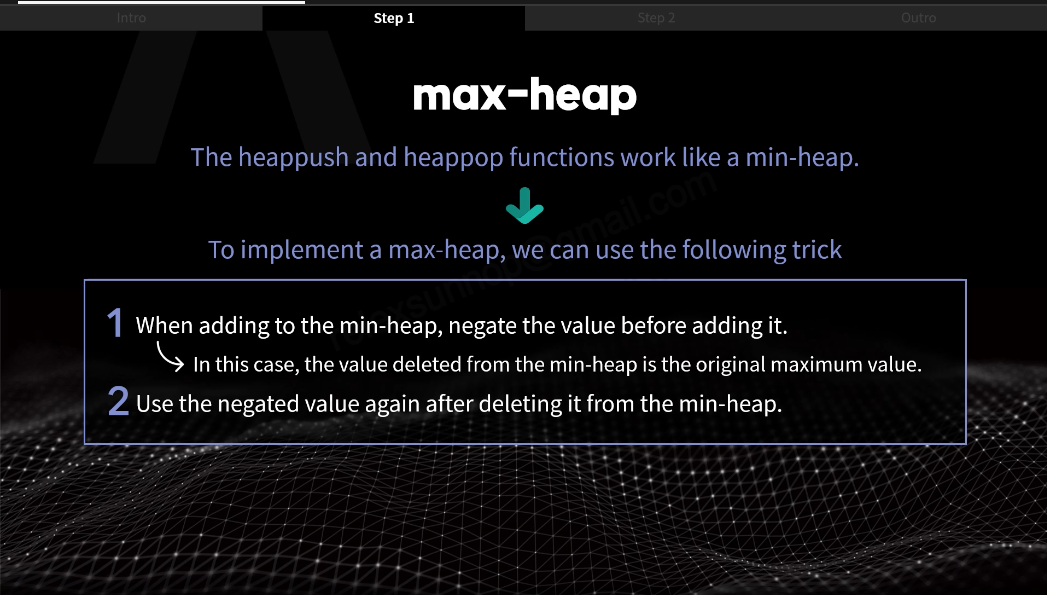 Intro
Step 1
Step 2
Outro
max-heap
The heappush and heappop functions work like a min-heap.
To implement a max-heap, we can use the following trick
1 When adding to the min-heap, negate the value before adding it.
In this case, the value deleted from the min-heap is the original maximum value.
2 Use the negated value again after deleting it from the min-heap.